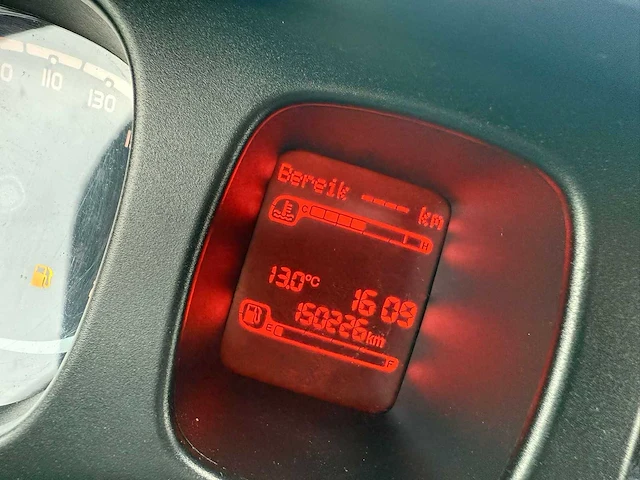 110
130
Bereik ---- km
C H
13.0°C
16 09
150226km
E F